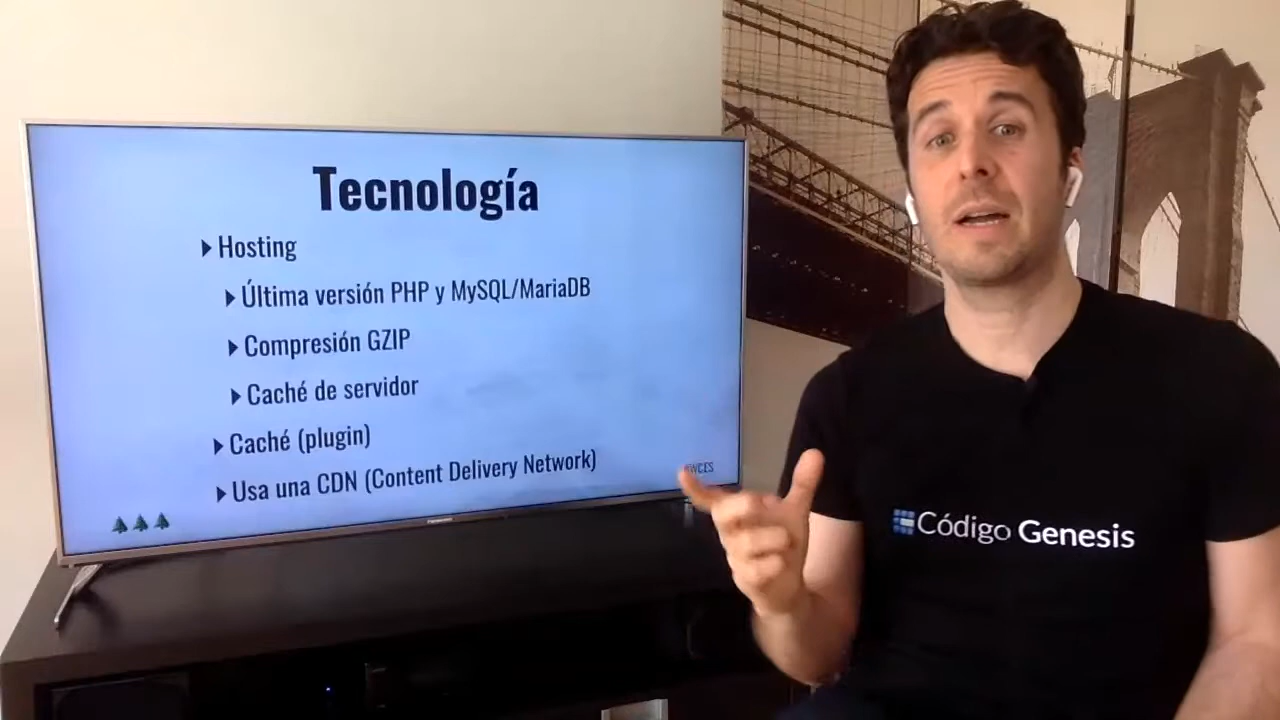 Tecnología
Hosting
Última versión PHP y MySQL/MariaDB
Compresión GZIP
Caché de servidor
Caché (plugin)
Usa una CDN (Content Delivery Network)
Código Genesis